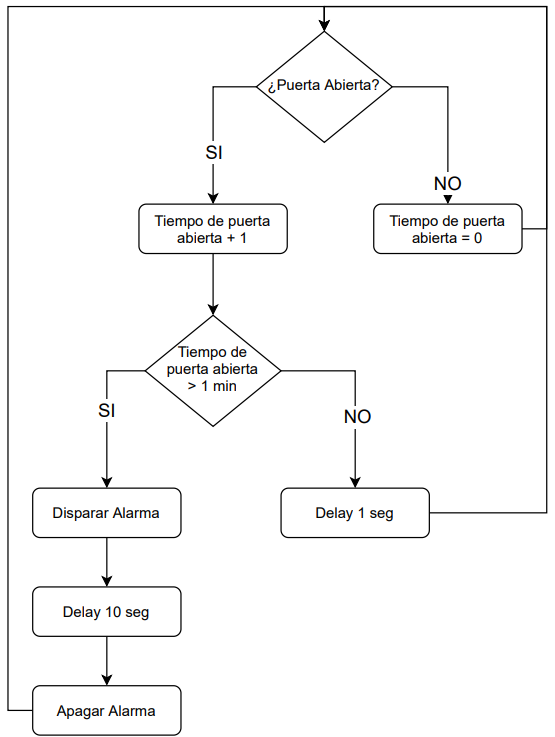 ¿Puerta Abierta?
SI
NO
Tiempo de puerta
abierta + 1
Tiempo de puerta
abierta = 0
Tiempo de
puerta abierta
> 1 min
SI
NO
Disparar Alarma
Delay 1 seg
Delay 10 seg
Apagar Alarma